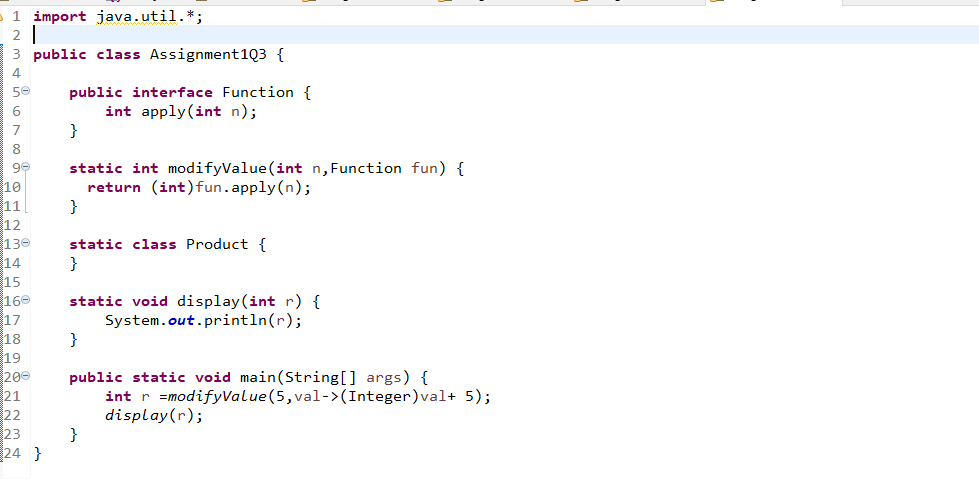 1 import java.util.*;
2
3 public class Assignment1Q3 {
4
5 public interface Function {
6 int apply(int n);
7 }
8
9 static int modifyValue(int n,Function fun) {
10 return (int)fun.apply(n);
11 }
12
13 static class Product {
14 }
15
16 static void display(int r) {
17 System.out.println(r);
18 }
19
20 public static void main(String[] args) {
21 int r =modifyValue(5,val->(Integer)val+ 5);
22 display(r);
23 }
24 }